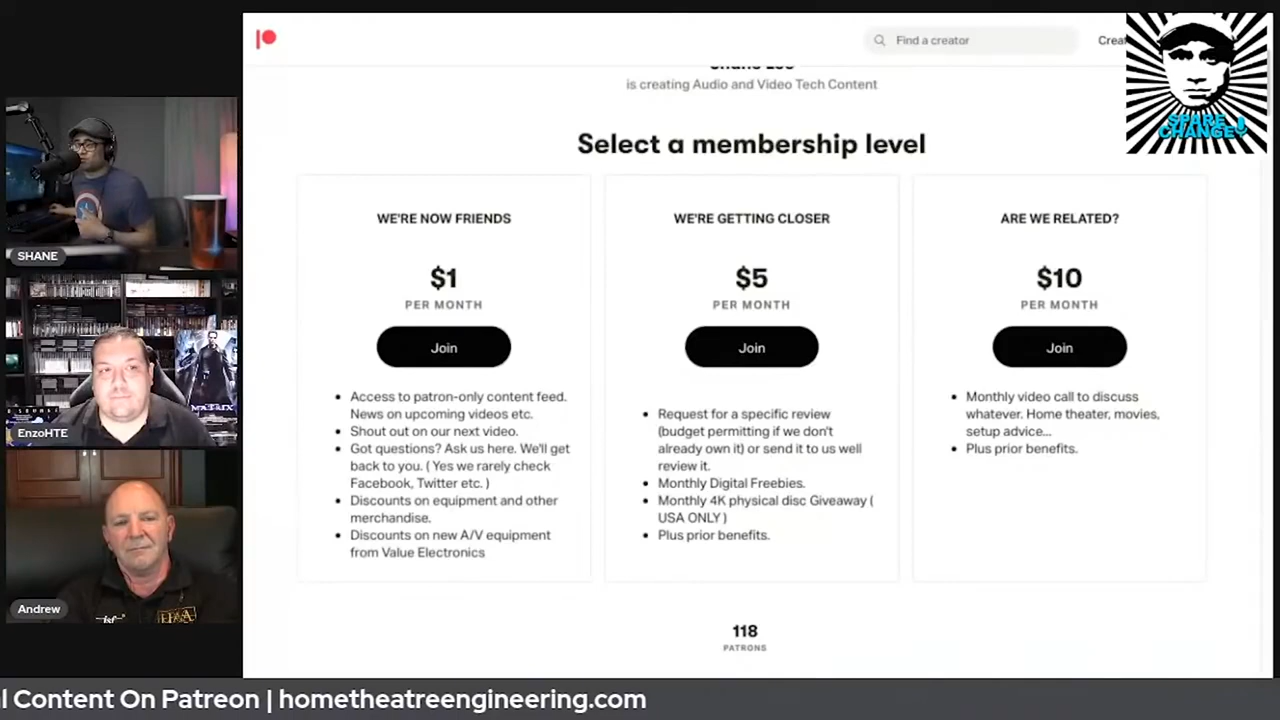 Find a creator
is creating Audio and Video Tech Content
SPARE
CHANGE
Select a membership level
WE'RE NOW FRIENDS
$1
PER MONTH
Join
Access to patron-only content feed.
News on upcoming videos etc.
Shout out on our next video.
Got questions? Ask us here. We'll get
back to you. ( Yes we rarely check
Facebook, Twitter etc. )
Discounts on equipment and other
merchandise.
Discounts on new A/V equipment
from Value Electronics
WE'RE GETTING CLOSER
$5
PER MONTH
Join
Request for a specific review
(budget permitting if we don't
already own it) or send it to us well
review it.
Monthly Digital Freebies.
Monthly 4K physical disc Giveaway (
USA ONLY )
Plus prior benefits.
ARE WE RELATED?
$10
PER MONTH
Join
Monthly video call to discuss
whatever. Home theater, movies,
setup advice...
Plus prior benefits.
118
PATRONS
SHANE
EnzoHTE
MATRIX
Andrew
isf
l Content On Patreon | hometheatreengineering.com